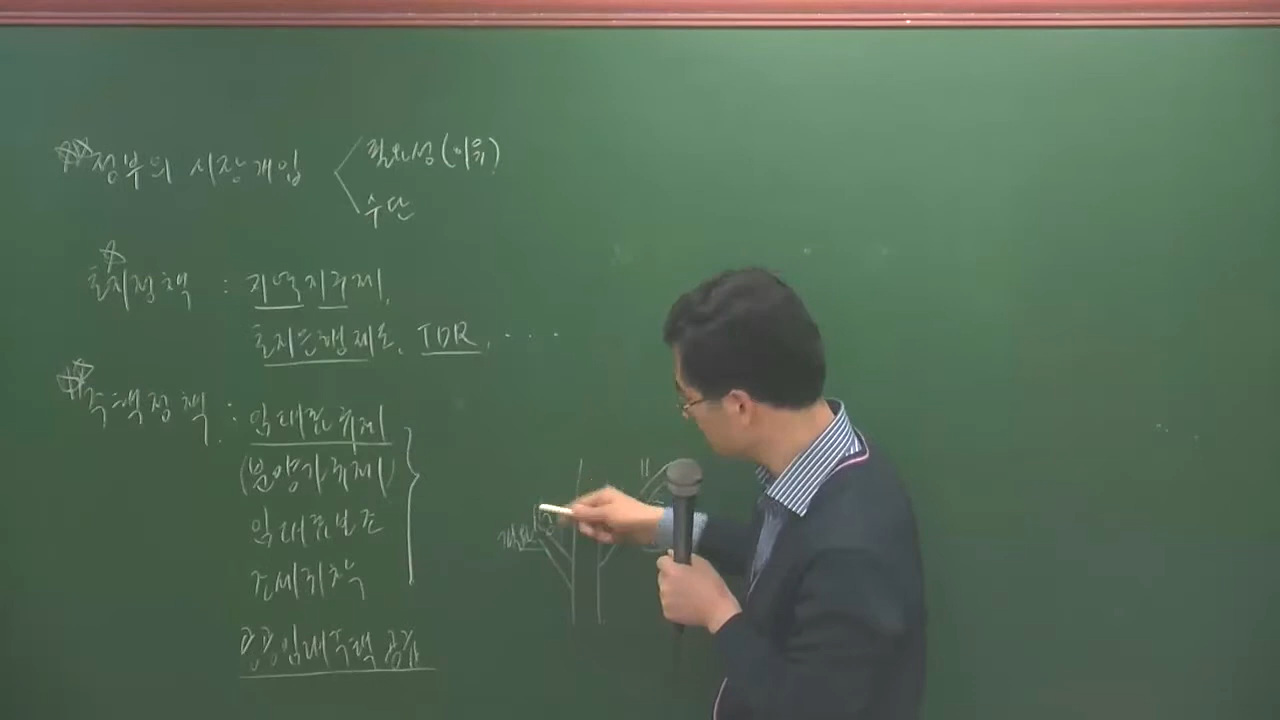 정부의 시장개입 < 필요성(이유)
수단
토지정책 : 지역지구제,
토지은행제도, TDR, ....
주택정책 : 임대료규제
(분양가규제)
임대료보조
조세귀착
공공임대주택 공급